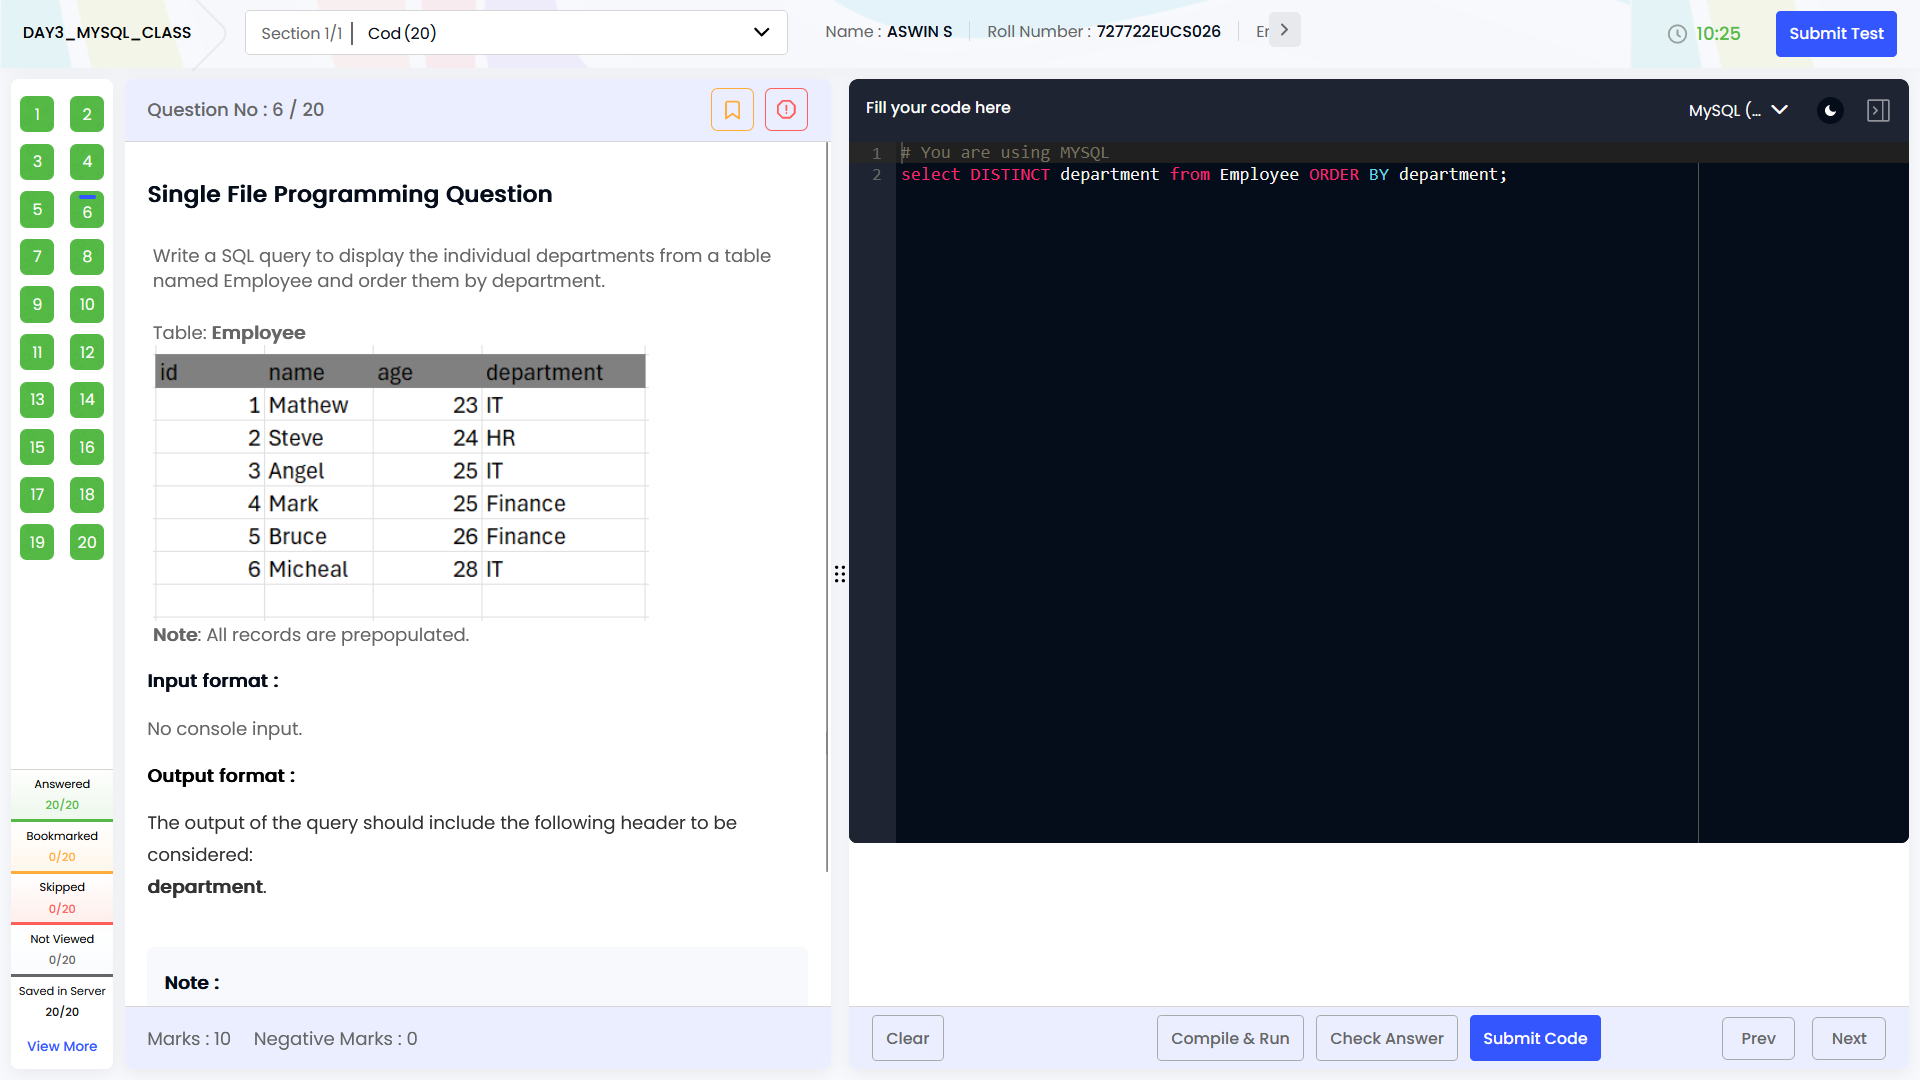 DAY3_MYSQL_CLASS
Section 1/1 | Cod (20)
Name : ASWIN S
Roll Number : 727722EUCS026
Er
10:25
Submit Test
1 2
3 4
5 6
7 8
9 10
11 12
13 14
15 16
17 18
19 20
Answered
20/20
Bookmarked
0/20
Skipped
0/20
Not Viewed
0/20
Saved in Server
20/20
View More
Question No : 6 / 20
Single File Programming Question
Write a SQL query to display the individual departments from a table
named Employee and order them by department.
Table: Employee
id name age department
1 Mathew 23 IT
2 Steve 24 HR
3 Angel 25 IT
4 Mark 25 Finance
5 Bruce 26 Finance
6 Micheal 28 IT
Note: All records are prepopulated.
Input format :
No console input.
Output format :
The output of the query should include the following header to be
considered:
department.
Note :
Marks : 10 Negative Marks : 0
Fill your code here
MySQL (...
1 # You are using MYSQL
2 select DISTINCT department from Employee ORDER BY department;
Clear
Compile & Run
Check Answer
Submit Code
Prev
Next